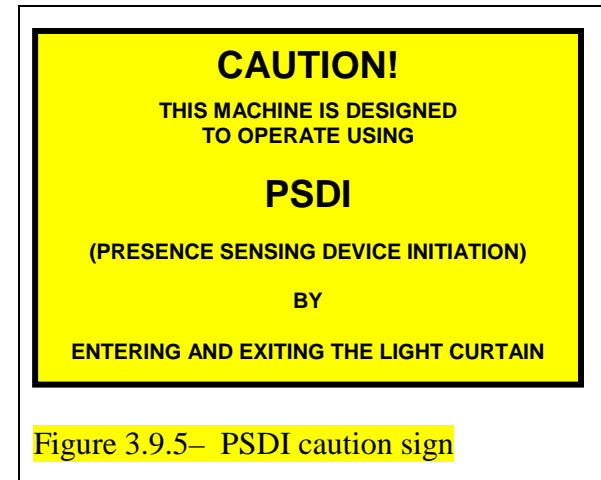 CAUTION!
THIS MACHINE IS DESIGNED
TO OPERATE USING
PSDI
(PRESENCE SENSING DEVICE INITIATION)
BY
ENTERING AND EXITING THE LIGHT CURTAIN
Figure 3.9.5– PSDI caution sign